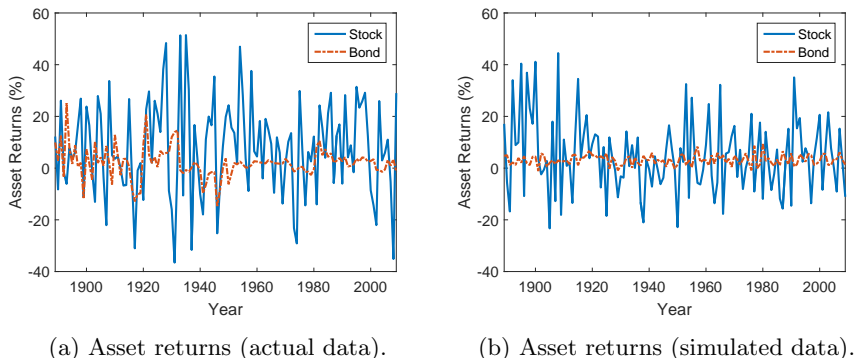 60
40
20
0
-20
-40
Asset Returns (%)
Stock
Bond
1900
1920
1940
1960
1980
2000
Year
(a) Asset returns (actual data).
60
40
20
0
-20
-40
Asset Returns (%)
Stock
Bond
1900
1920
1940
1960
1980
2000
Year
(b) Asset returns (simulated data).